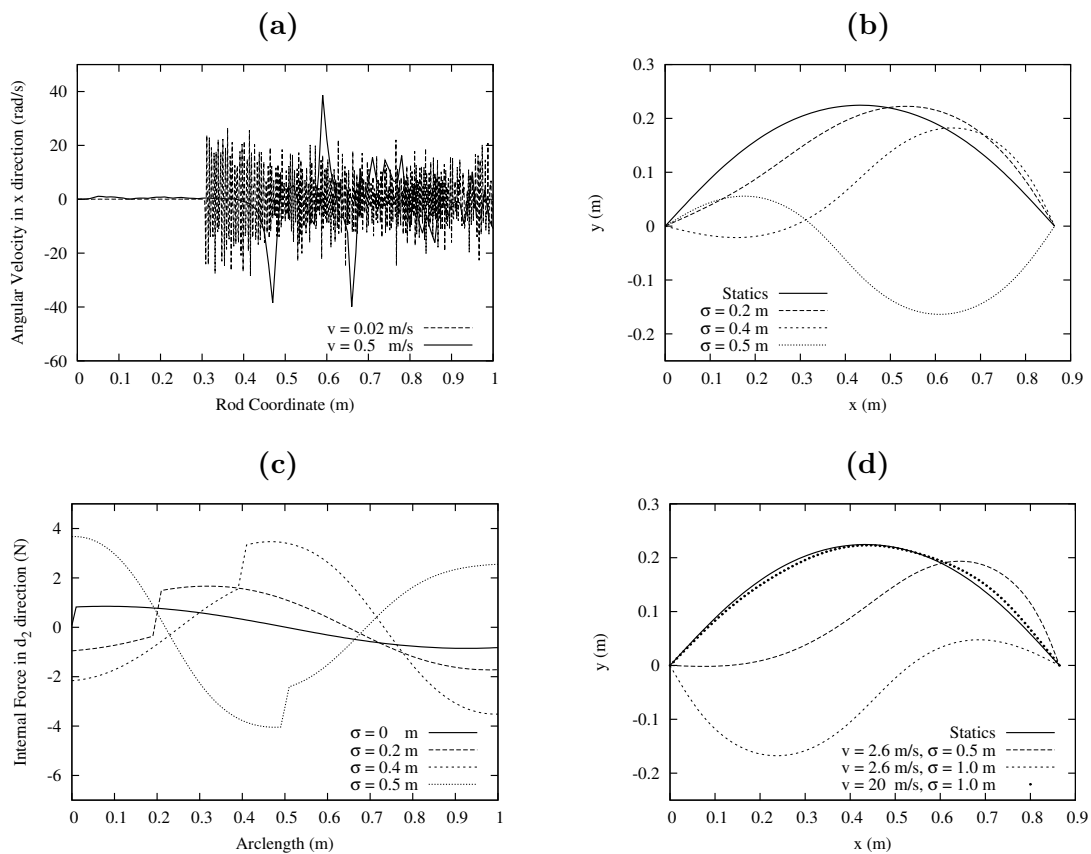 (a)
40
20
0
-20
-40
-60
Angular Velocity in x direction (rad/s)
v = 0.02 m/s
v = 0.5 m/s
0 0.1 0.2 0.3 0.4 0.5 0.6 0.7 0.8 0.9 1
Rod Coordinate (m)
(b)
0.3
0.2
0.1
0
-0.1
-0.2
y (m)
Statics
σ = 0.2 m
σ = 0.4 m
σ = 0.5 m
0 0.1 0.2 0.3 0.4 0.5 0.6 0.7 0.8 0.9
x (m)
(c)
4
2
0
-2
-4
-6
Internal Force in d2 direction (N)
σ = 0 m
σ = 0.2 m
σ = 0.4 m
σ = 0.5 m
0 0.1 0.2 0.3 0.4 0.5 0.6 0.7 0.8 0.9 1
Arclength (m)
(d)
0.3
0.2
0.1
0
-0.1
-0.2
y (m)
Statics
v = 2.6 m/s, σ = 0.5 m
v = 2.6 m/s, σ = 1.0 m
v = 20 m/s, σ = 1.0 m
0 0.1 0.2 0.3 0.4 0.5 0.6 0.7 0.8 0.9
x (m)